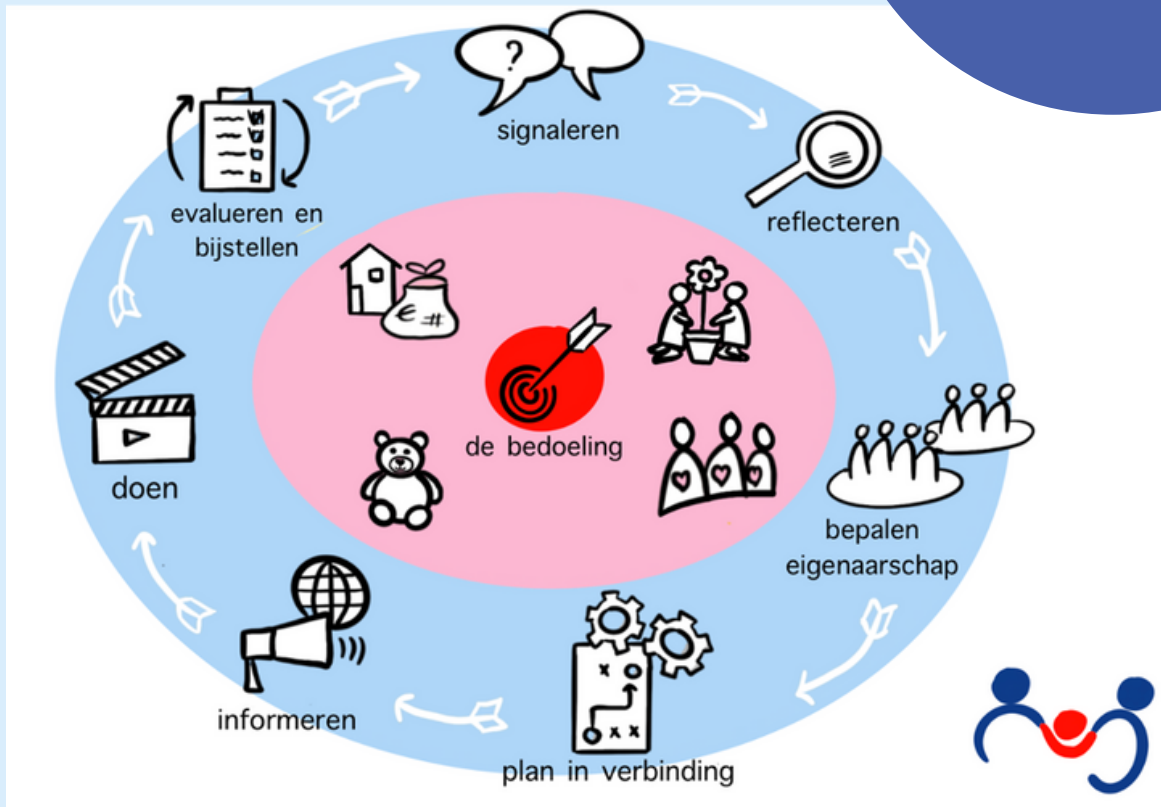 ?
signaleren
reflecteren
evalueren en
bijstellen
€
de bedoeling
doen
bepalen
eigenaarschap
informeren
plan in verbinding